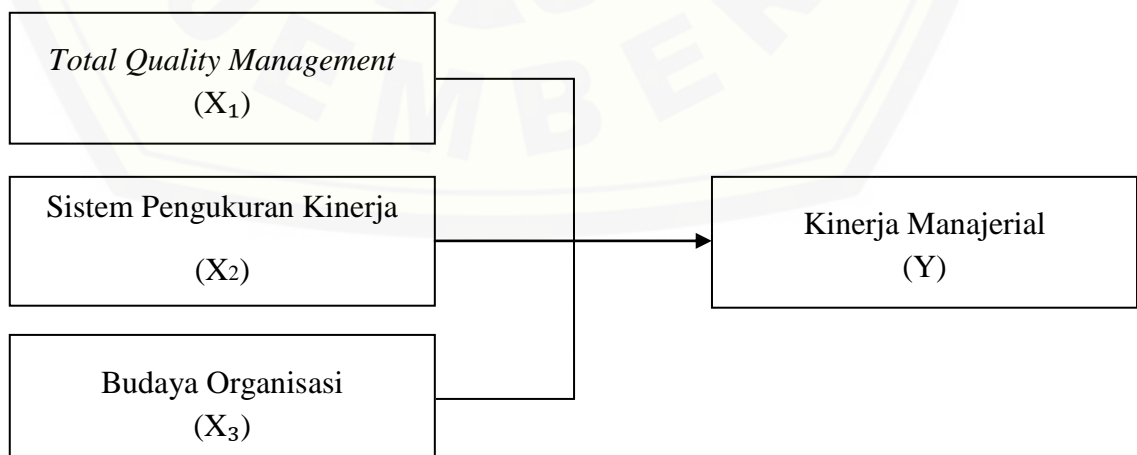 Total Quality Management
(X₁)
Sistem Pengukuran Kinerja
(X2)
Kinerja Manajerial
(Y)
Budaya Organisasi
(X₃)